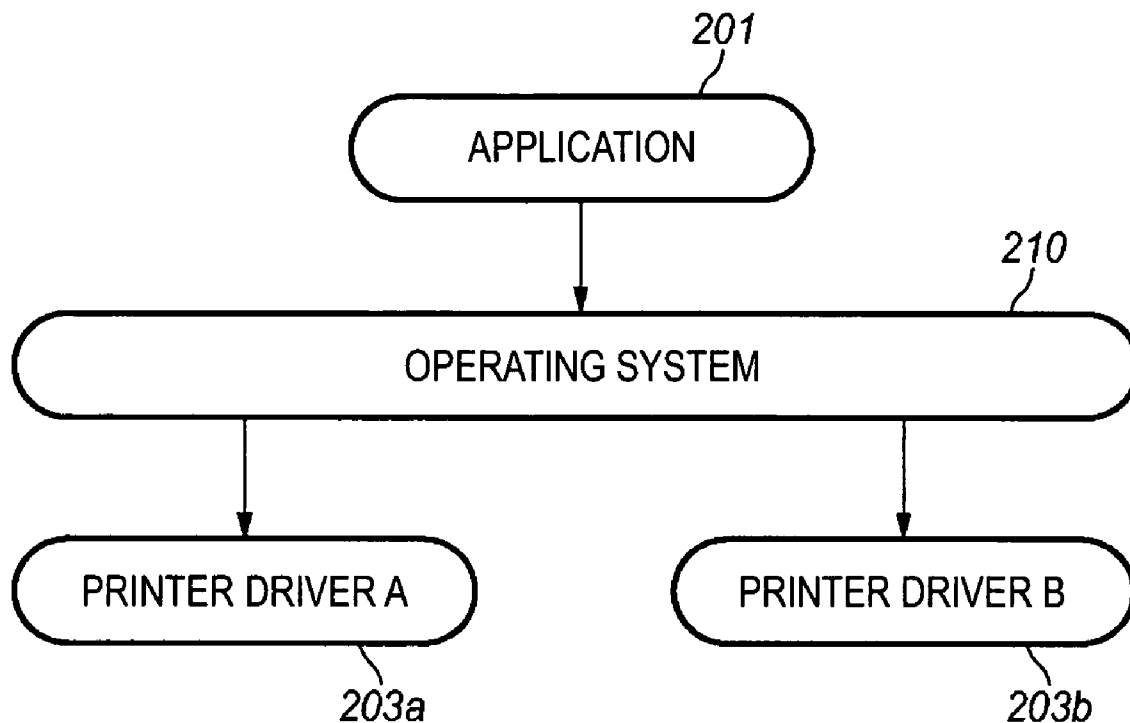 201
APPLICATION
210
OPERATING SYSTEM
PRINTER DRIVER A
PRINTER DRIVER B
203a
203b